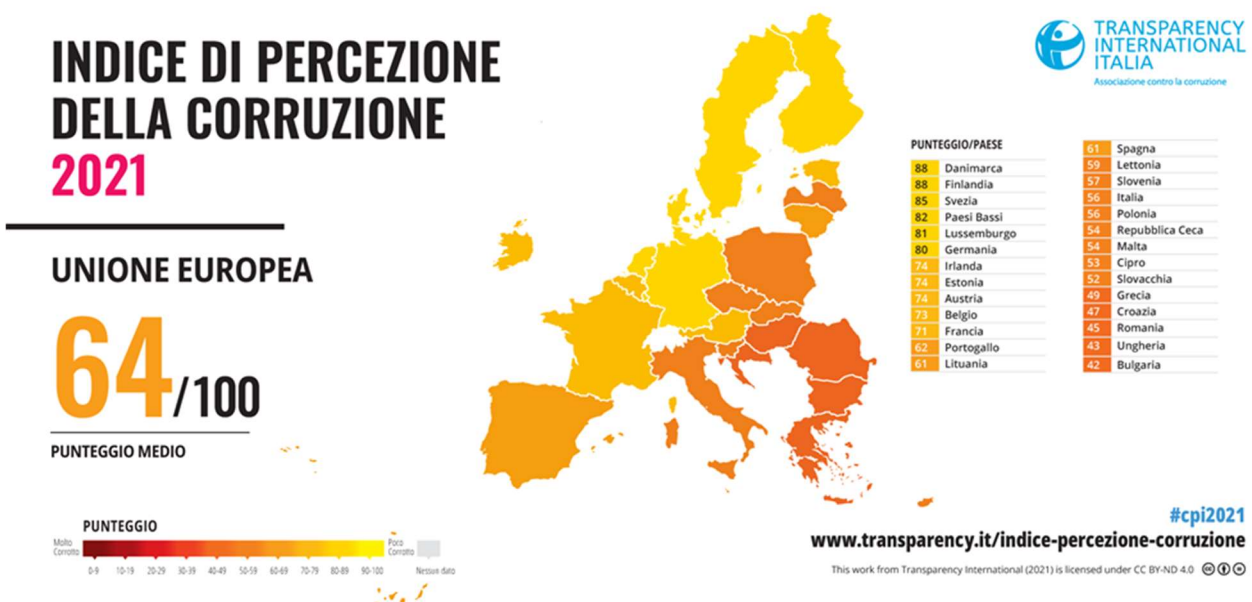 INDICE DI PERCEZIONE
DELLA CORRUZIONE
2021
UNIONE EUROPEA
64/100
PUNTEGGIO MEDIO
PUNTEGGIO
Molto
Corrotto
0-9 10-19 20-29 30-39 40-49 50-59 60-69 70-79 80-89 90-100
Poco
Corrotto
Nessun dato
TRANSPARENCY
INTERNATIONAL
ITALIA
Associazione contro la corruzione
PUNTEGGIO/PAESE
88 Danimarca
88 Finlandia
85 Svezia
82 Paesi Bassi
81 Lussemburgo
80 Germania
74 Irlanda
74 Estonia
74 Austria
73 Belgio
71 Francia
62 Portogallo
61 Lituania
61 Spagna
59 Lettonia
57 Slovenia
56 Italia
56 Polonia
54 Repubblica Ceca
54 Malta
53 Cipro
52 Slovacchia
49 Grecia
47 Croazia
45 Romania
43 Ungheria
42 Bulgaria
#cpi2021
www.transparency.it/indice-percezione-corruzione
This work from Transparency International (2021) is licensed under CC BY-ND 4.0